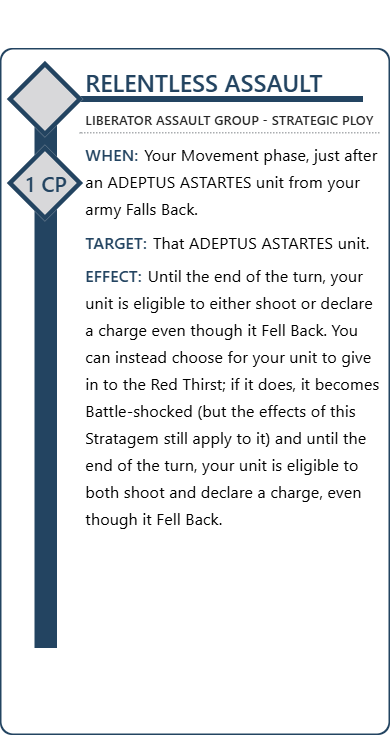 RELENTLESS ASSAULT
LIBERATOR ASSAULT GROUP - STRATEGIC PLOY
1 CP
WHEN: Your Movement phase, just after
an ADEPTUS ASTARTES unit from your
army Falls Back.
TARGET: That ADEPTUS ASTARTES unit.
EFFECT: Until the end of the turn, your
unit is eligible to either shoot or declare
a charge even though it Fell Back. You
can instead choose for your unit to give
in to the Red Thirst; if it does, it becomes
Battle-shocked (but the effects of this
Stratagem still apply to it) and until the
end of the turn, your unit is eligible to
both shoot and declare a charge, even
though it Fell Back.